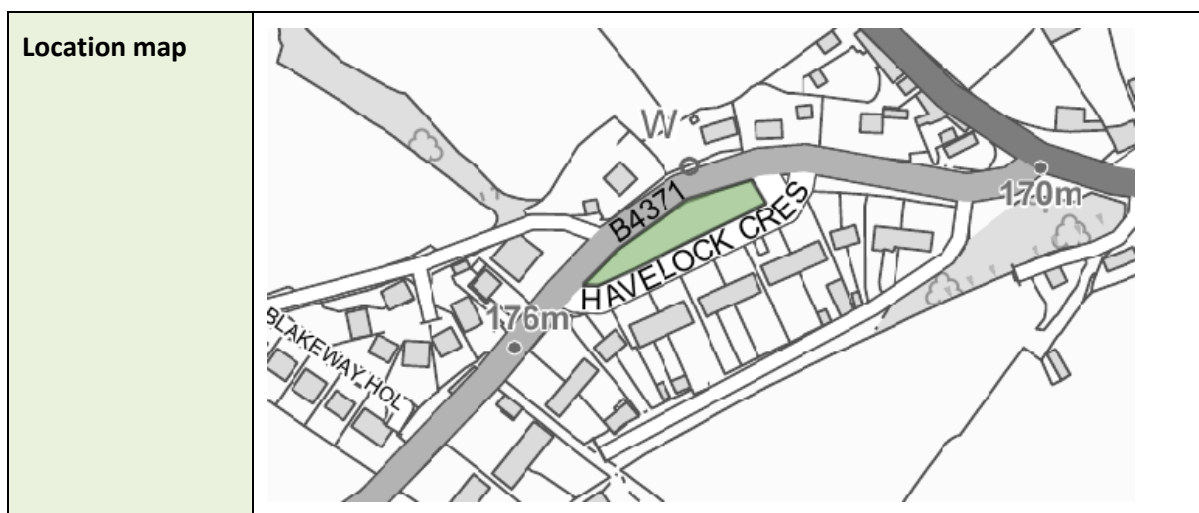 Location map
W
B4371
170m
HAVELOCK CRES
176m
BLAKEWAY HOL